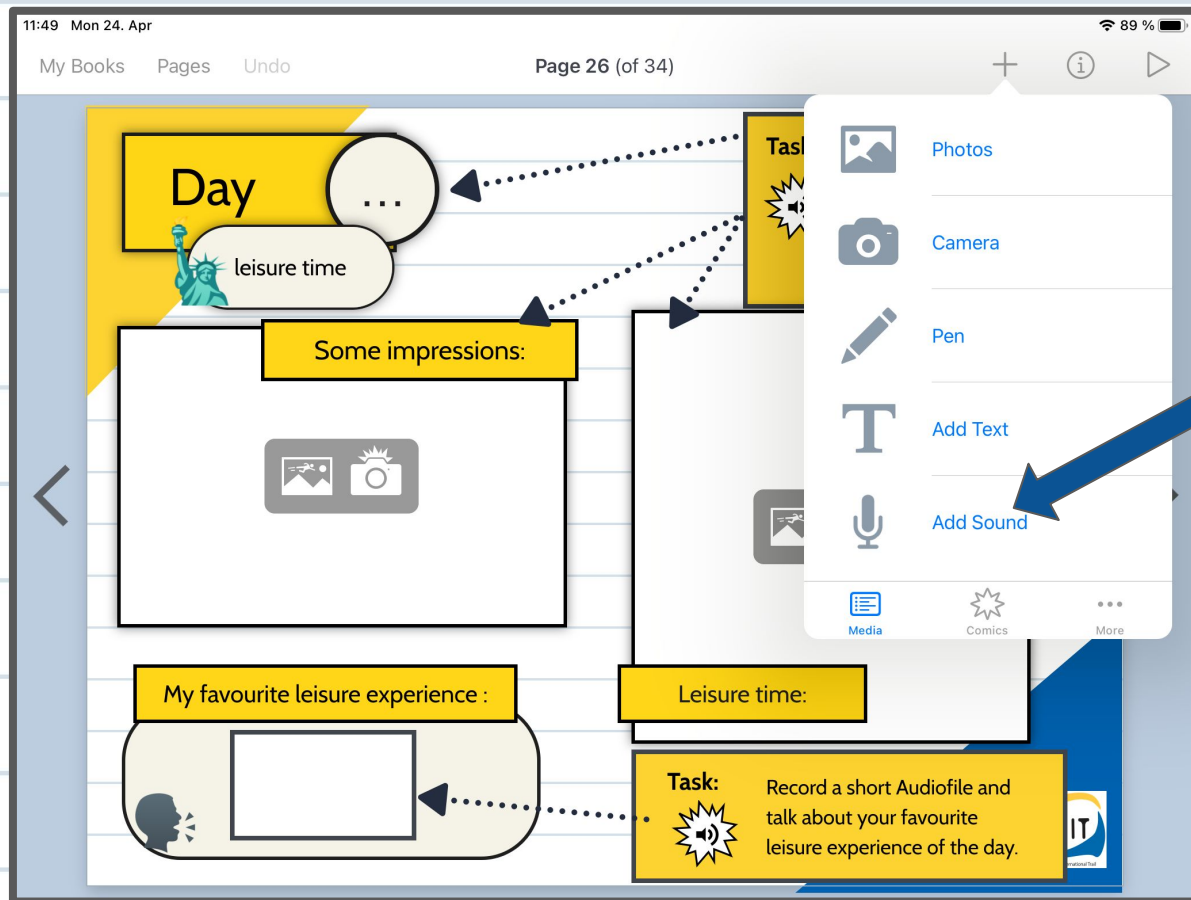 11:49 Mon 24. Apr
89 %
My Books Pages Undo
Page 26 (of 34)
Day
...
leisure time
Photos
Camera
Pen
Add Text
Add Sound
Media
Comics
More
Some impressions:
My favourite leisure experience :
Leisure time:
Task:
Record a short Audiofile and
talk about your favourite
leisure experience of the day.
IT